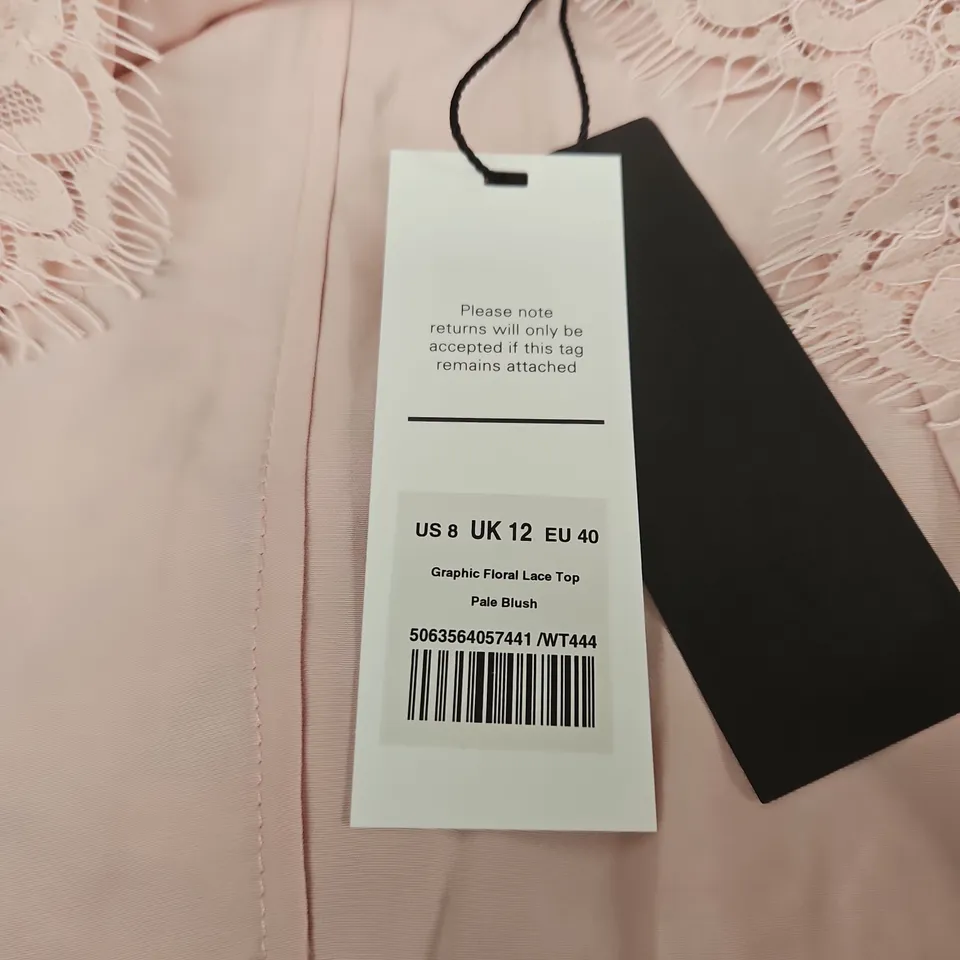 Please note
returns will only be
accepted if this tag
remains attached
US 8 UK 12 EU 40
Graphic Floral Lace Top
Pale Blush
5063564057441 /WT444